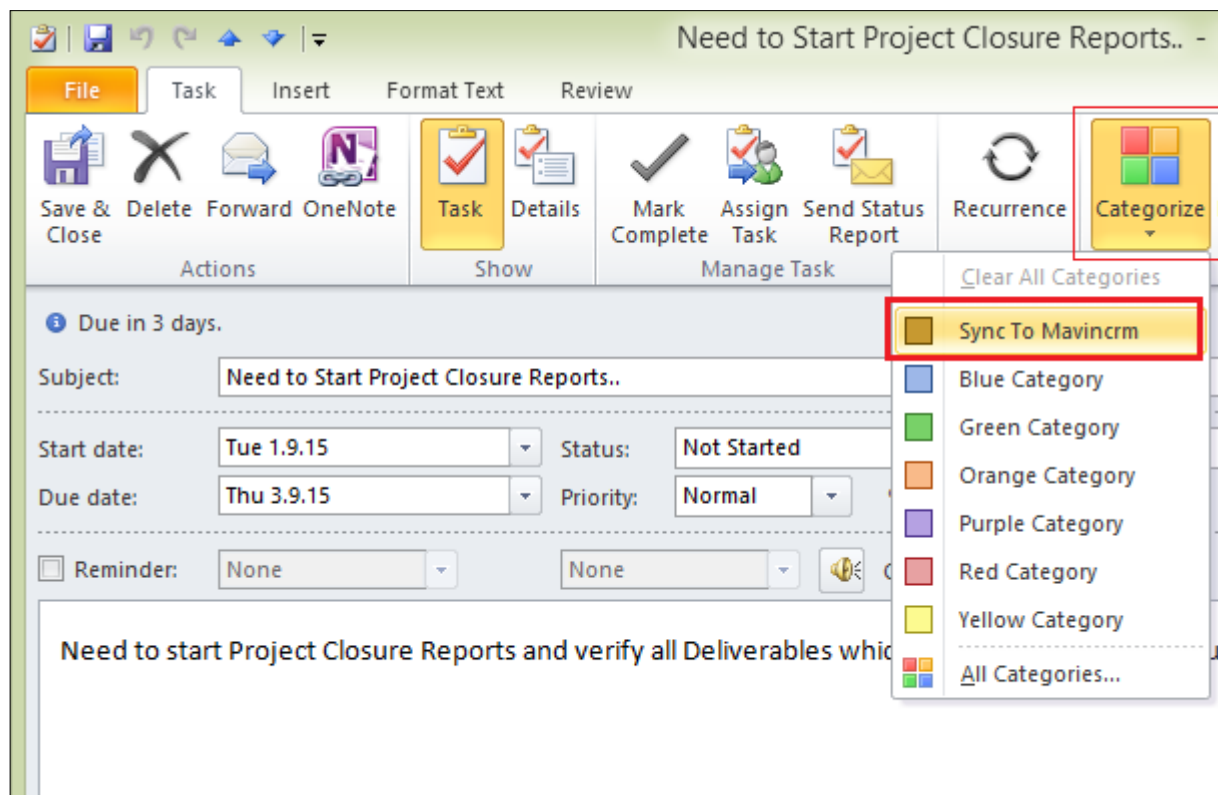 Need to Start Project Closure Reports.. -
File Task Insert Format Text Review
Save & Close Delete Forward OneNote Task Details Mark Complete Assign Task Send Status Report Recurrence Categorize
Actions Show Manage Task
Clear All Categories
Sync To Mavincrm
Blue Category
Green Category
Orange Category
Purple Category
Red Category
Yellow Category
All Categories...
Due in 3 days.
Subject: Need to Start Project Closure Reports..
Start date: Tue 1.9.15 Status: Not Started
Due date: Thu 3.9.15 Priority: Normal
Reminder: None None
Need to start Project Closure Reports and verify all Deliverables